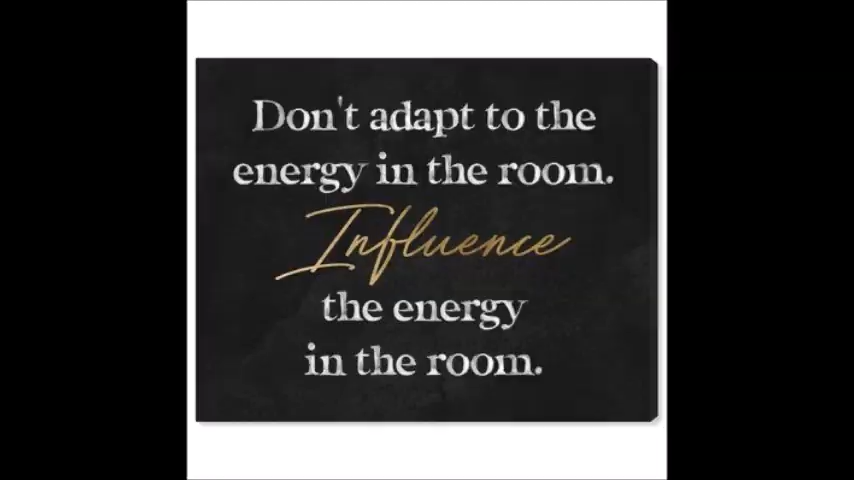 Don't adapt to the
energy in the room.
Influence
the energy
in the room.